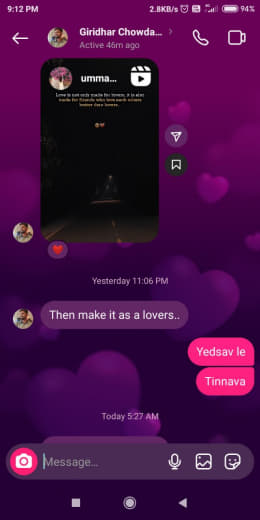 9:12 PM
2.8KB/s
94%
Giridhar Chowda...
Active 46m ago
umma...
Love is not only made for lovers, it is also
made for friends who love each others
better than lovers.
Yesterday 11:06 PM
Then make it as a lovers..
Yedsav le
Tinnava
Today 5:27 AM
Message...